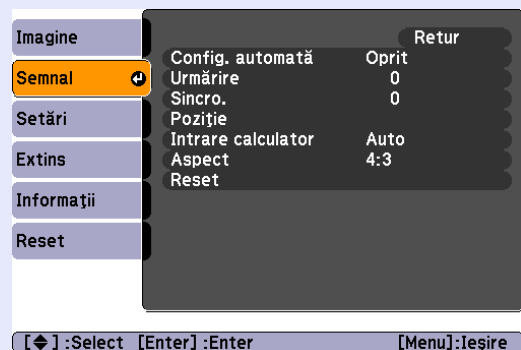 Imagine
Semnal
Setări
Extins
Informaţii
Reset
Retur
Config. automată Oprit
Urmărire 0
Sincro. 0
Poziţie
Intrare calculator Auto
Aspect 4:3
Reset
[◆] :Select [Enter] :Enter [Menu]:Ieşire